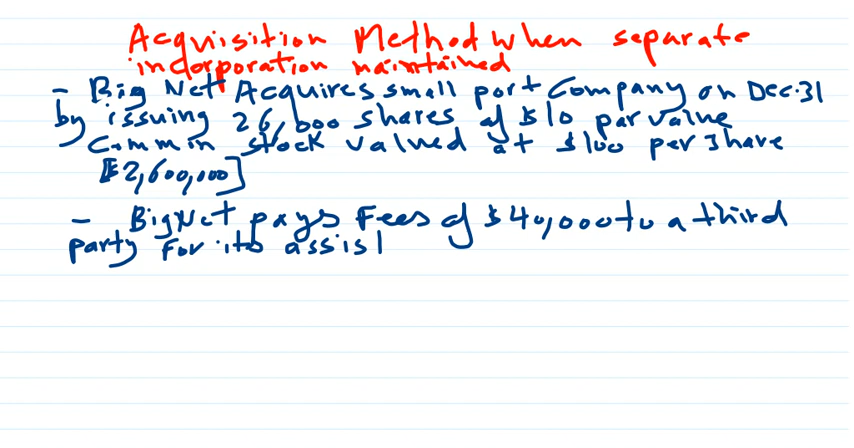 Acquisition Method when separate
incorporation maintained
- Big Net Acquires small port Company on Dec.31
by issuing 26,000 shares of $10 par value
Common stock valued at $100 per share
[$2,600,000]
- BigNet pays Fees of $40,000 to a third
party For its assis